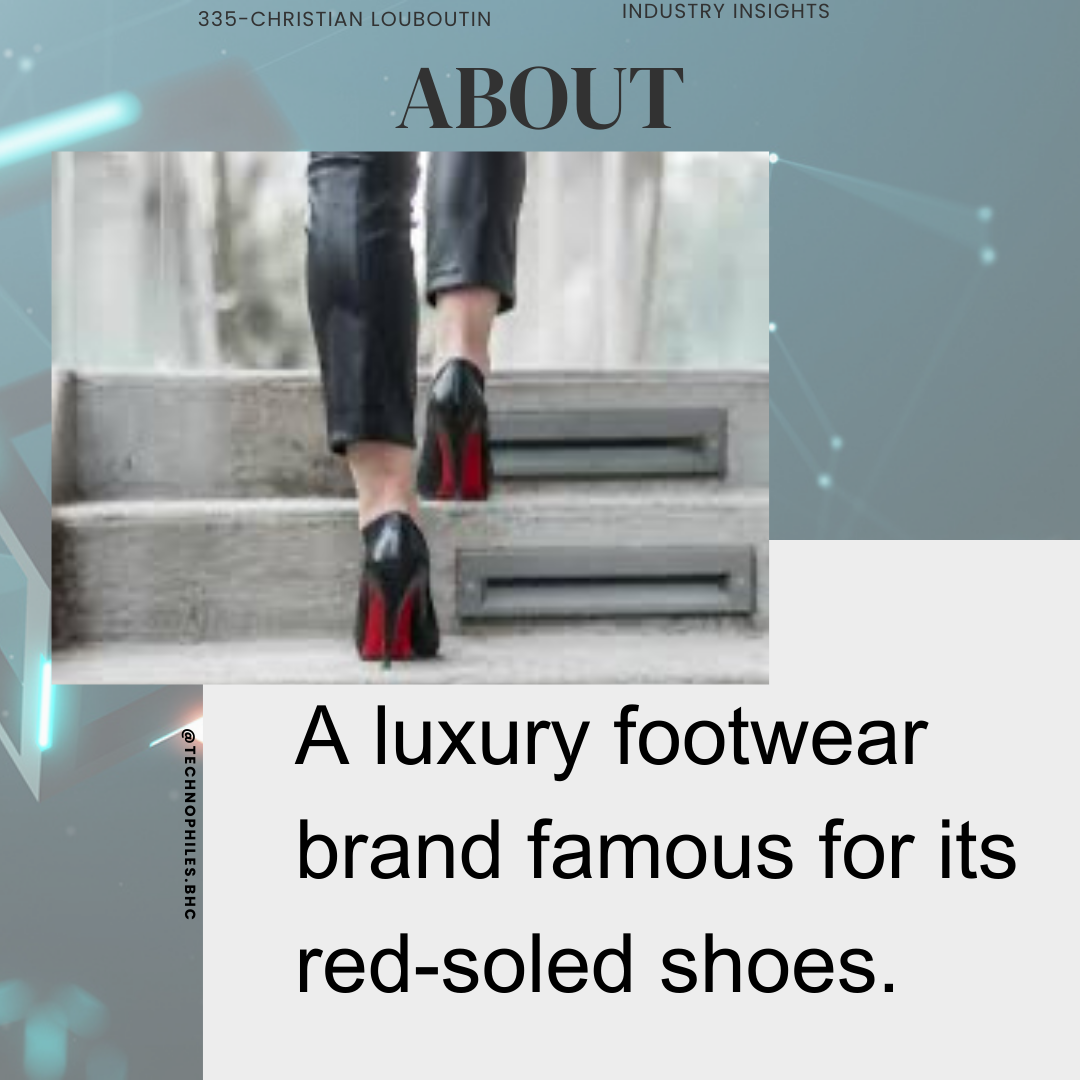 335-CHRISTIAN LOUBOUTIN
INDUSTRY INSIGHTS
ABOUT
@TECHNOPHILES.BHC
A luxury footwear
brand famous for its
red-soled shoes.